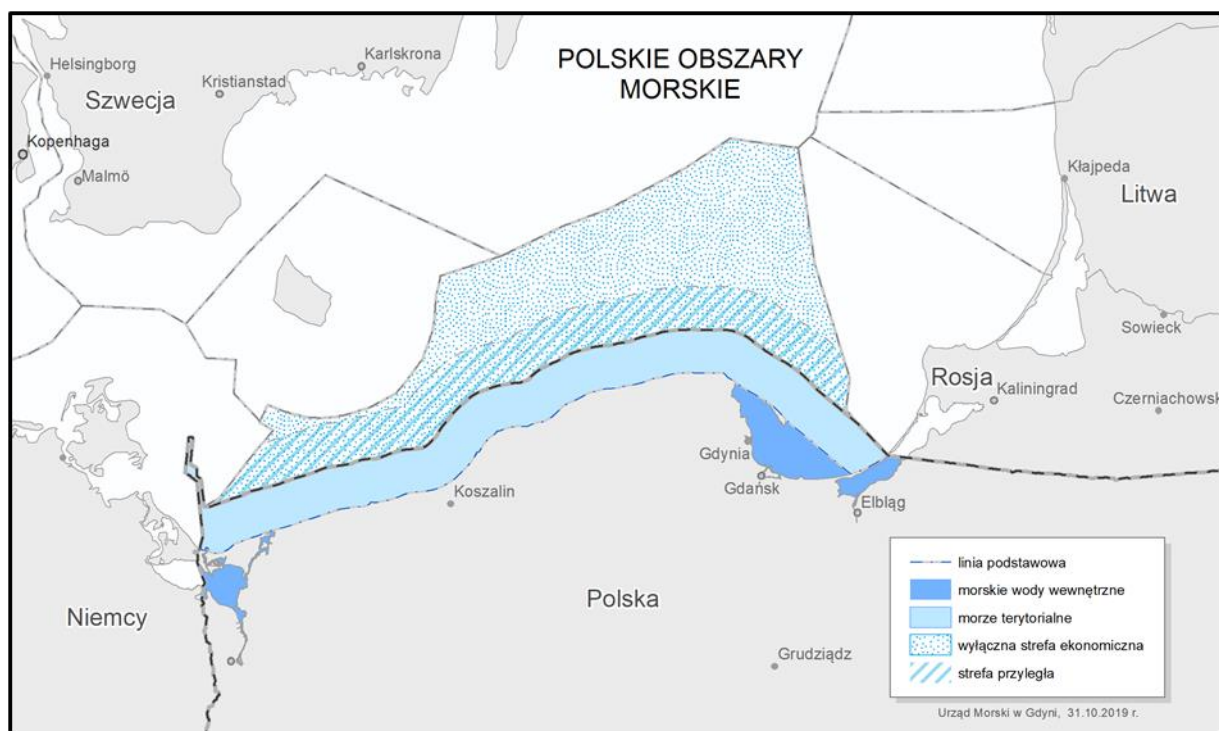 POLSKIE OBSZARY
MORSKIE
Helsingborg
Karlskrona
Kristianstad
Szwecja
Kopenhaga
Malmö
Kłajpeda
Litwa
Sowieck
Rosja
Kaliningrad
Czerniachowsk
Gdynia
Gdańsk
Elbląg
Koszalin
Niemcy
Polska
Grudziądz
linia podstawowa
morskie wody wewnętrzne
morze terytorialne
wyłączna strefa ekonomiczna
strefa przyległa
Urząd Morski w Gdyni, 31.10.2019 r.